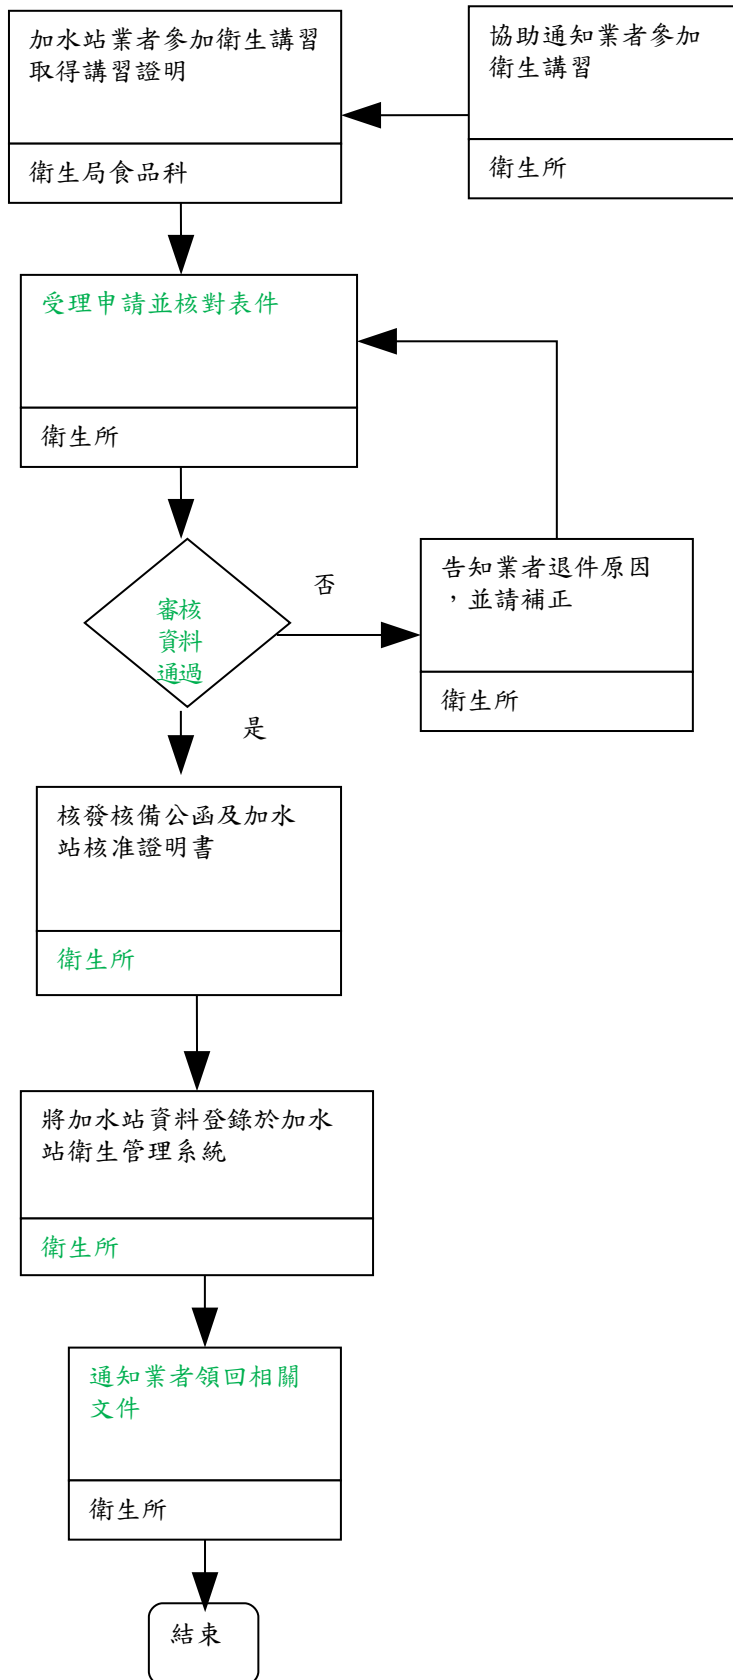 加水站業者參加衛生講習
取得講習證明
衛生局食品科
協助通知業者參加
衛生講習
衛生所
受理申請並核對表件
衛生所
審核
資料
通過
否
告知業者退件原因
，並請補正
衛生所
是
核發核備公函及加水
站核准證明書
衛生所
將加水站資料登錄於加水
站衛生管理系統
衛生所
通知業者領回相關
文件
衛生所
結束